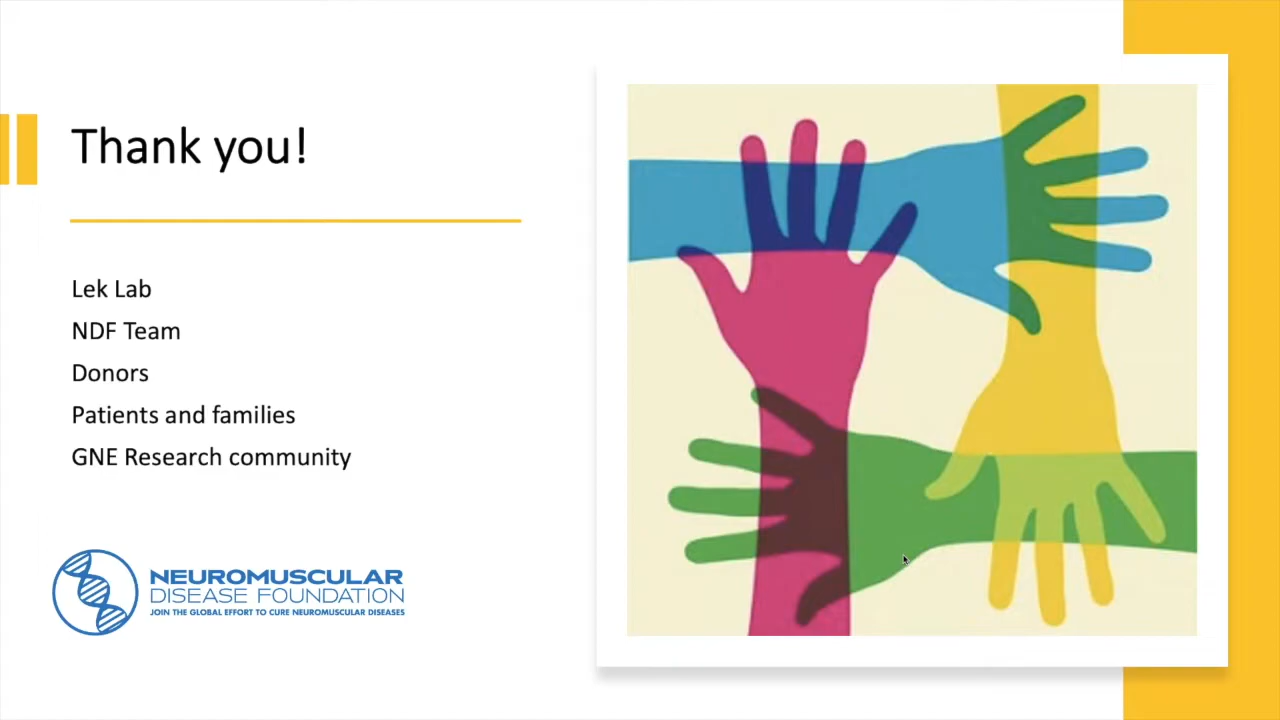 Thank you!
Lek Lab
NDF Team
Donors
Patients and families
GNE Research community
NEUROMUSCULAR
DISEASE FOUNDATION
JOIN THE GLOBAL EFFORT TO CURE NEUROMUSCULAR DISEASES